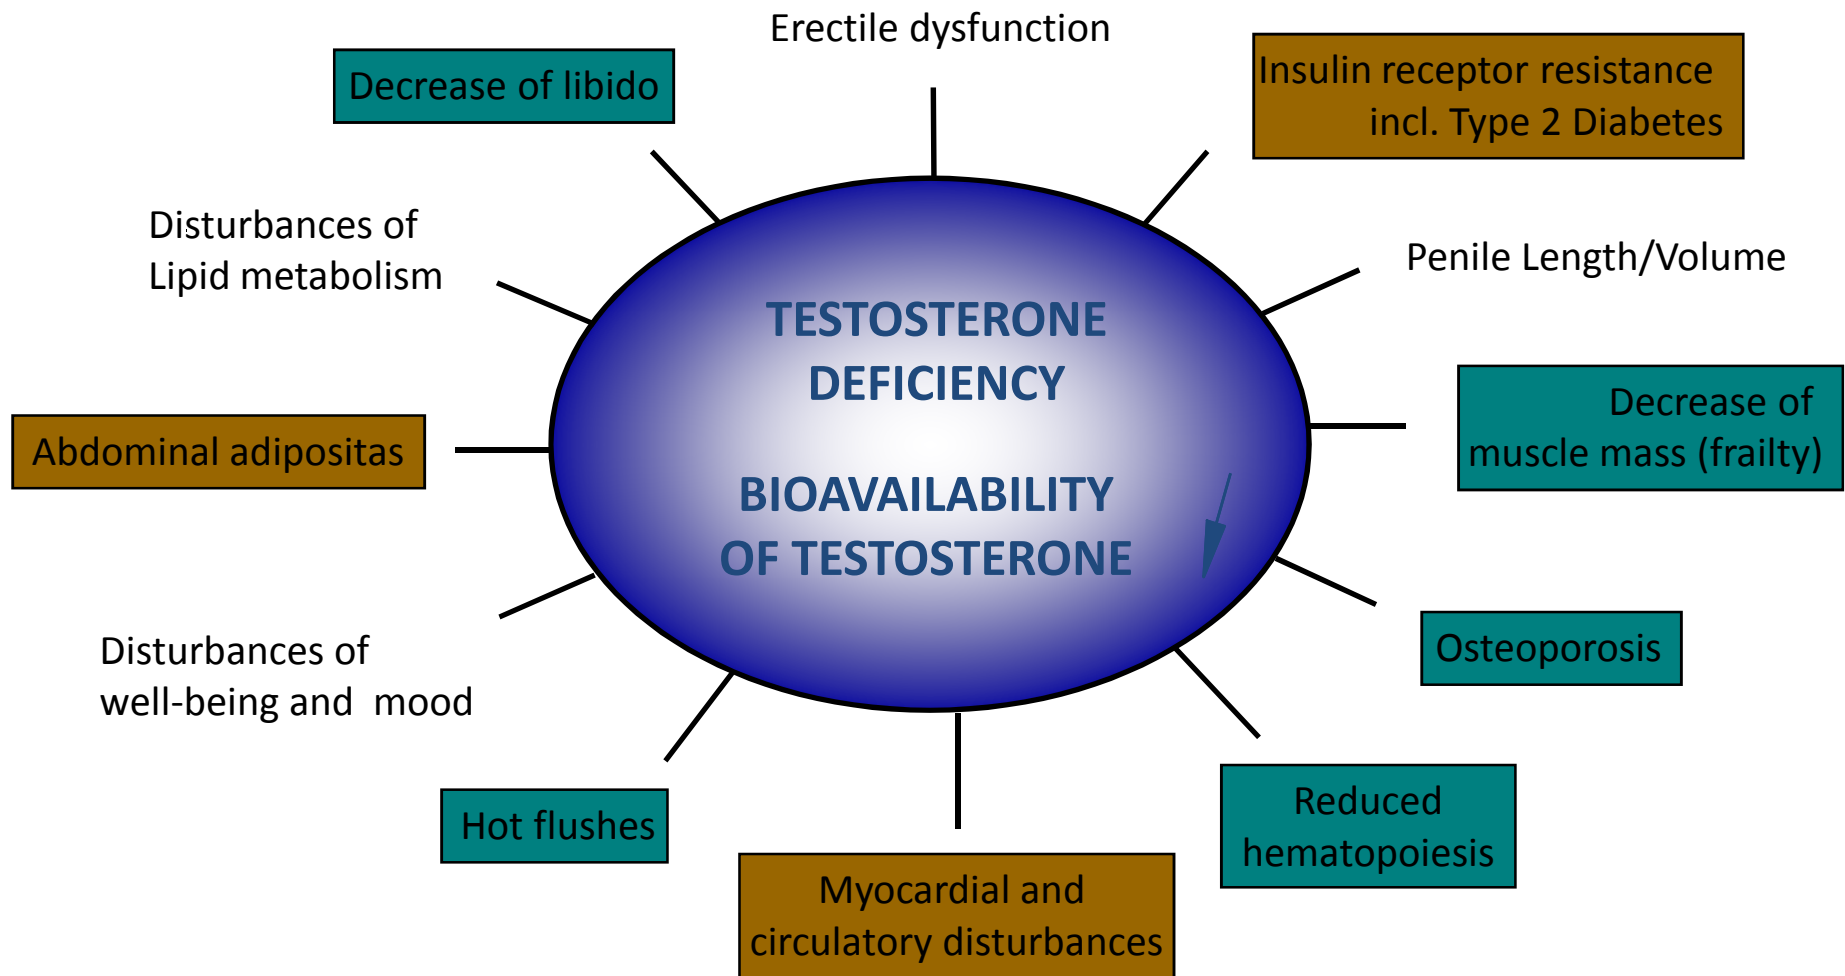 Erectile dysfunction
Decrease of libido
Insulin receptor resistance
incl. Type 2 Diabetes
Disturbances of
Lipid metabolism
Penile Length/Volume
TESTOSTERONE
DEFICIENCY
Decrease of
muscle mass (frailty)
Abdominal adipositas
BIOAVAILABILITY
OF TESTOSTERONE
Osteoporosis
Disturbances of
well-being and  mood
Hot flushes
Reduced
hematopoiesis
Myocardial and
circulatory disturbances